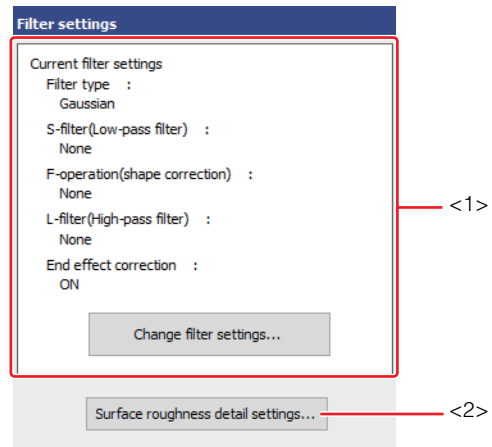 Filter settings
Current filter settings
Filter type :
Gaussian
S-filter(Low-pass filter) :
None
F-operation(shape correction) :
None
L-filter(High-pass filter) :
None
<1>
End effect correction :
ON
Change filter settings...
Surface roughness detail settings...
<2>